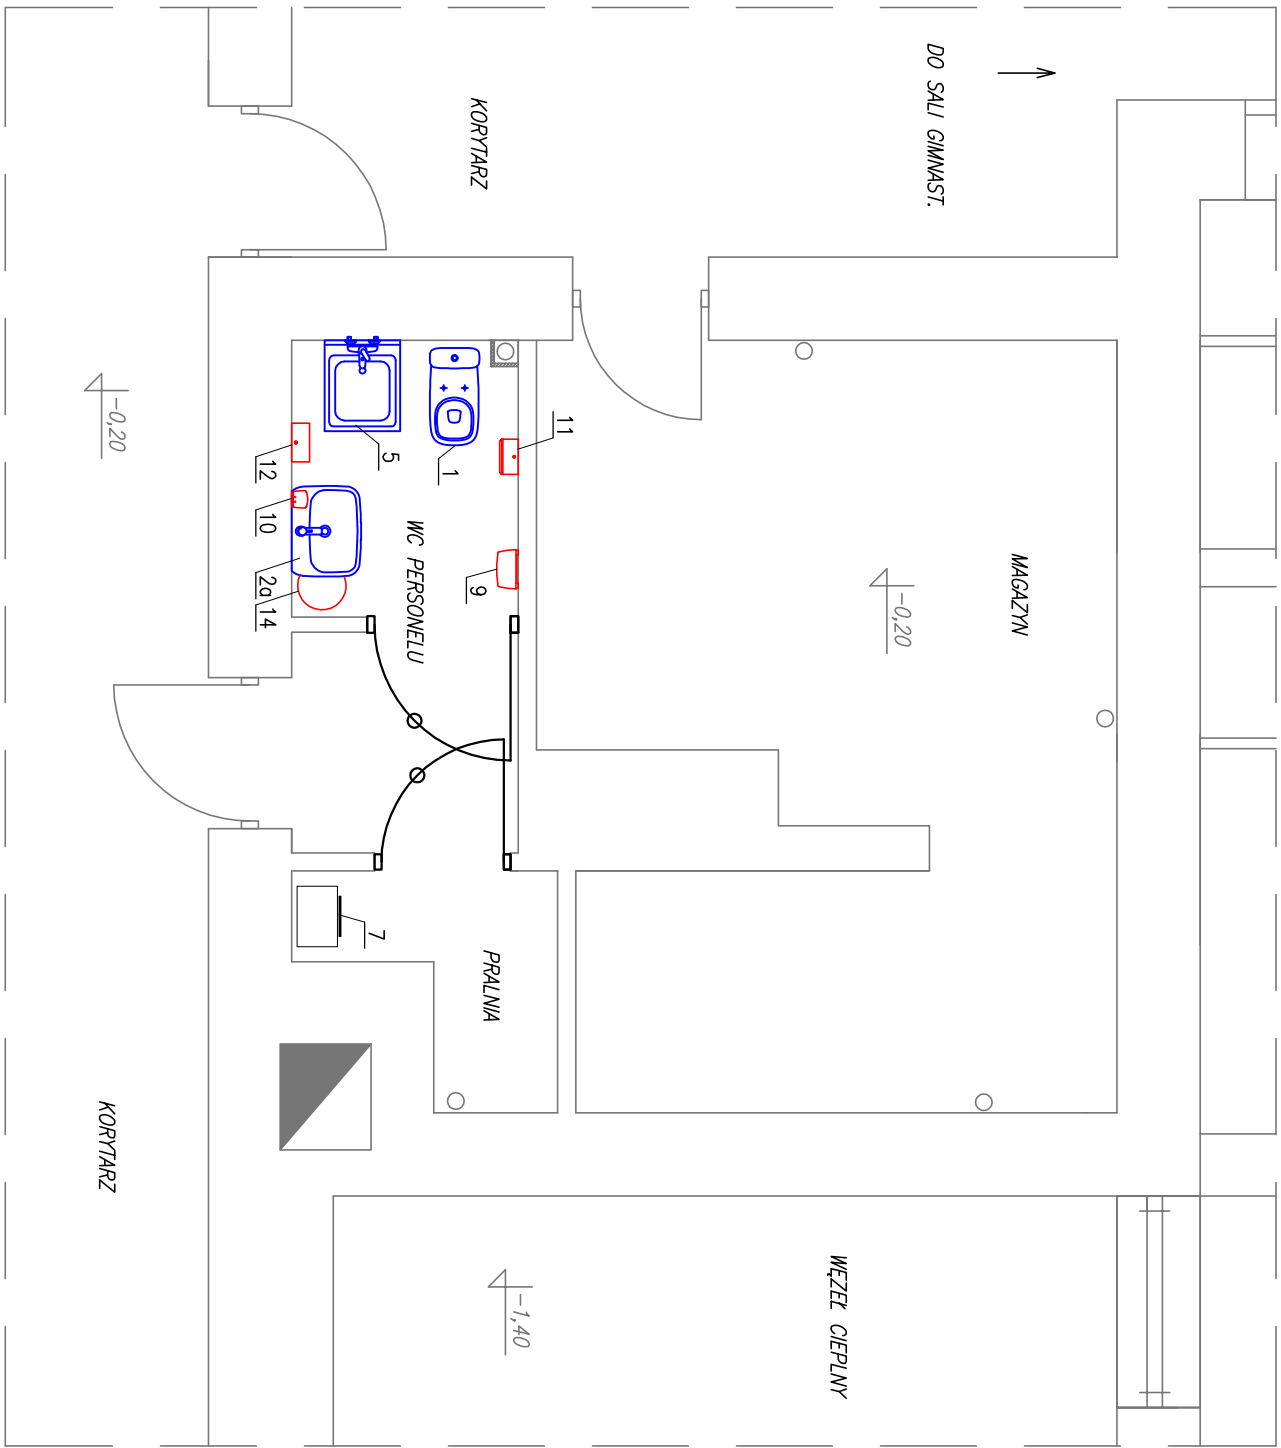 DO SALI GIMNAST.
KORYTARZ
-0,20
11
5
1
12
10
2a
14
9
WC PERSONELU
MAGAZYN
-0,20
7
PRALNIA
KORYTARZ
WĘZEŁ CIEPLNY
-1,40